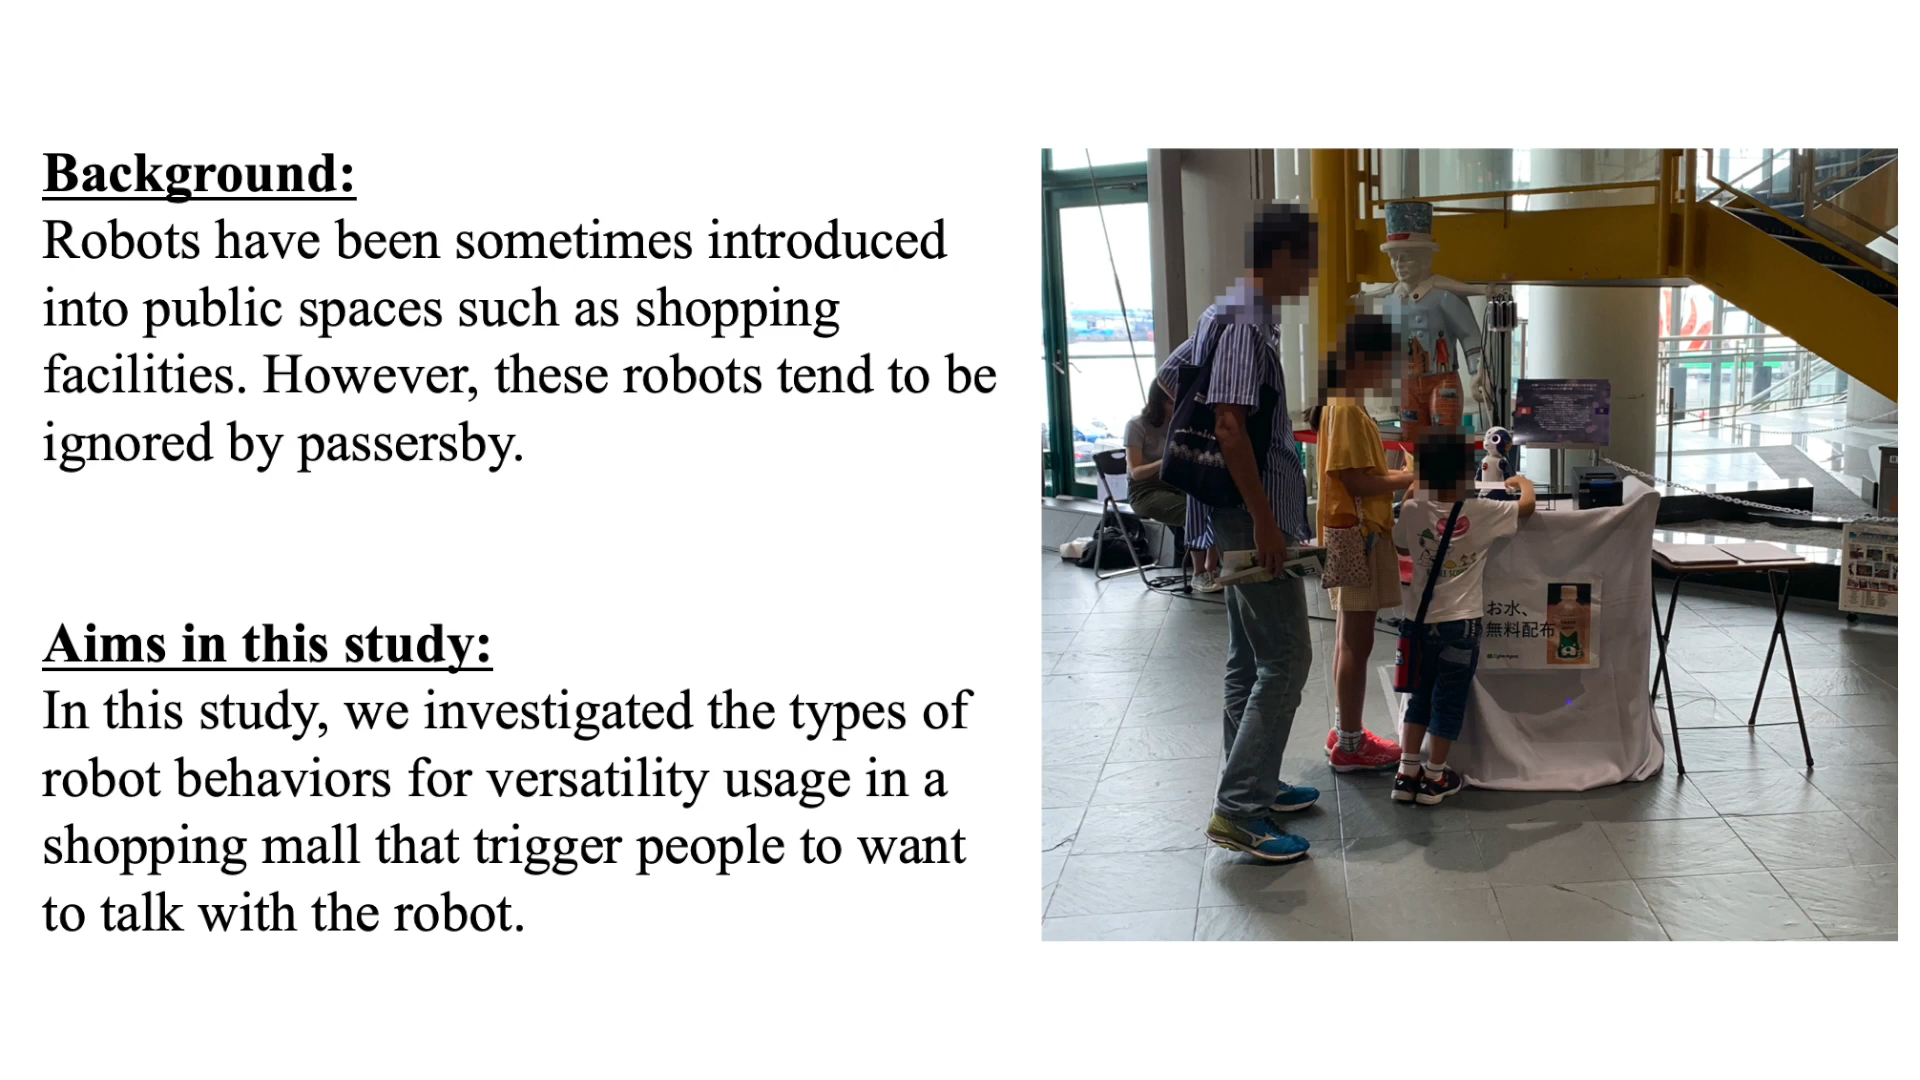 Background:
Robots have been sometimes introduced
into public spaces such as shopping
facilities. However, these robots tend to be
ignored by passersby.
Aims in this study:
In this study, we investigated the types of
robot behaviors for versatility usage in a
shopping mall that trigger people to want
to talk with the robot.
お水、
無料配布
CyberAgent